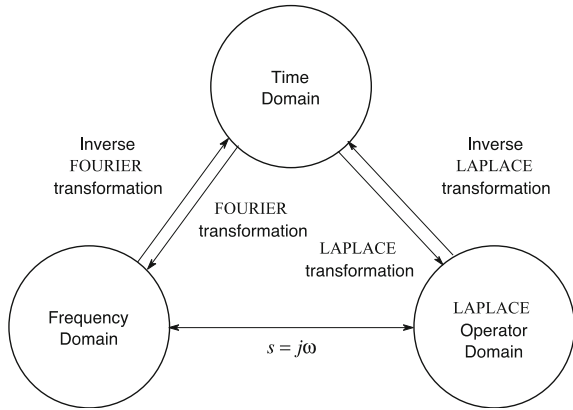 Time
Domain
Inverse
FOURIER
transformation
Inverse
LAPLACE
transformation
FOURIER
transformation
LAPLACE
transformation
Frequency
Domain
LAPLACE
Operator
Domain
s = jω